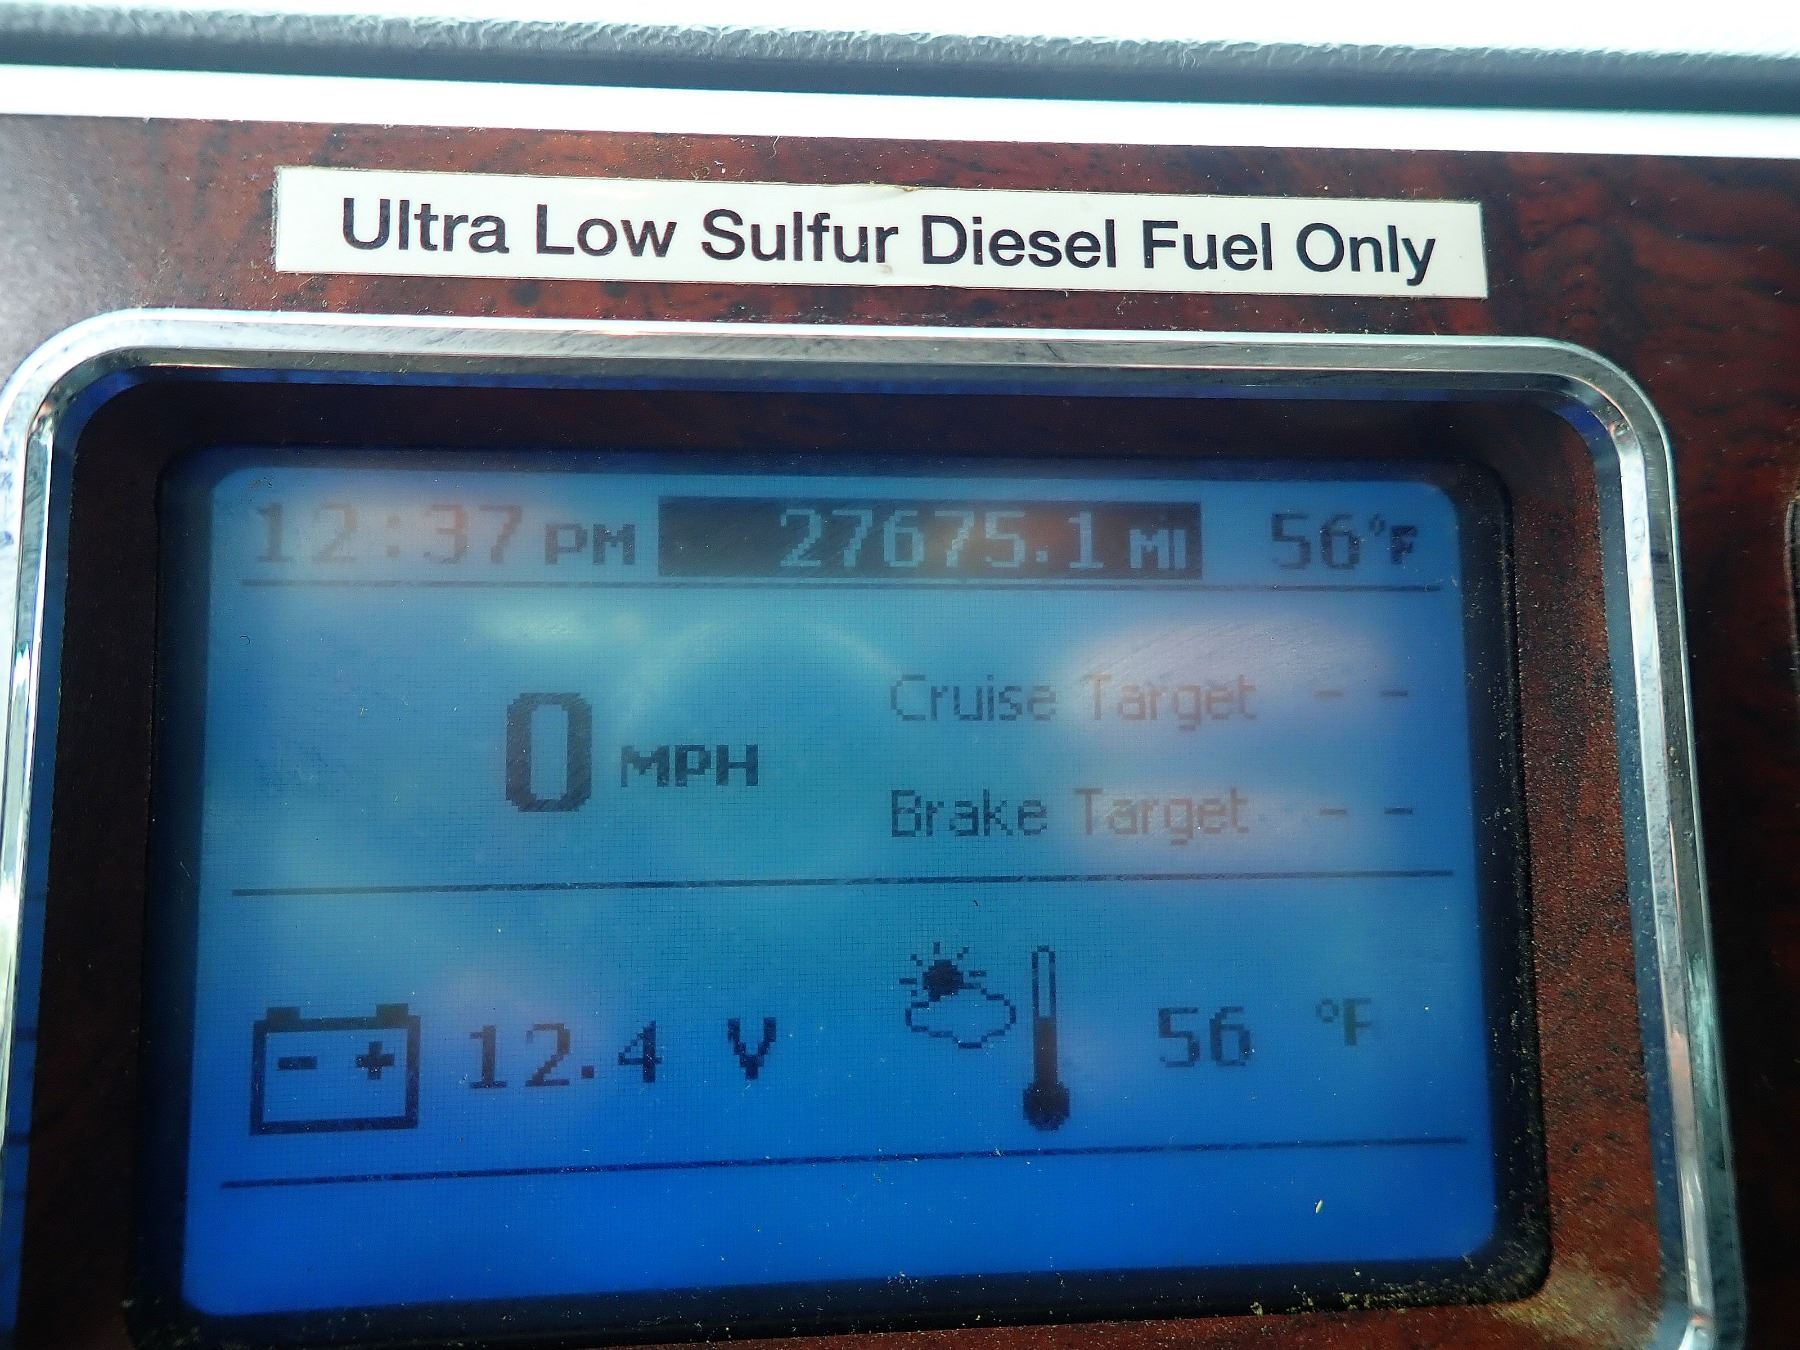 Ultra Low Sulfur Diesel Fuel Only
12:37 PM 27675.1 MI 56°F
0 MPH
Cruise Target - -
Brake Target - -
- + 12.4 V 56 °F